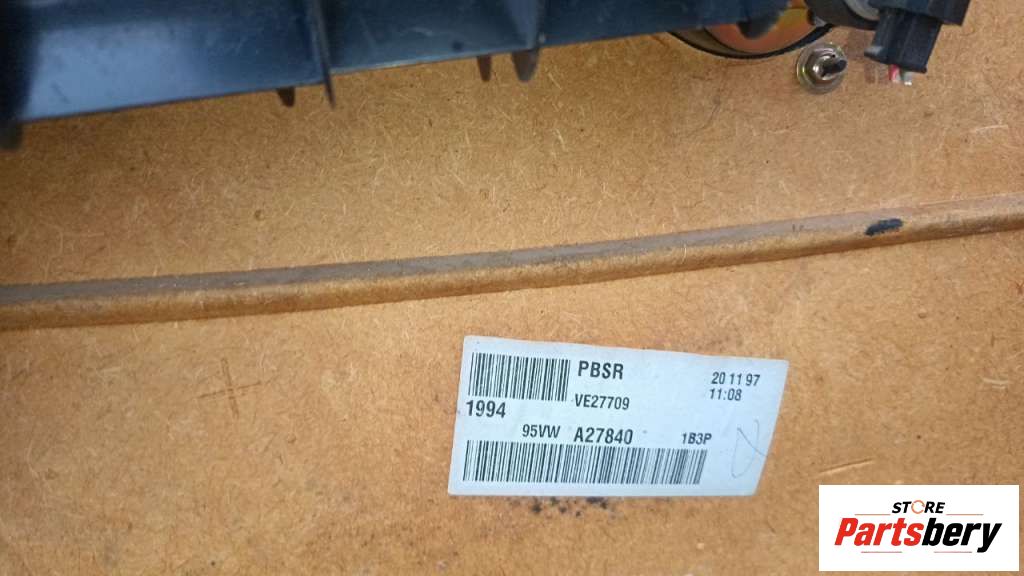 PBSR
20 11 97
11:08
1994
VE27709
95VW A27840 1B3P
STORE
Partsbery